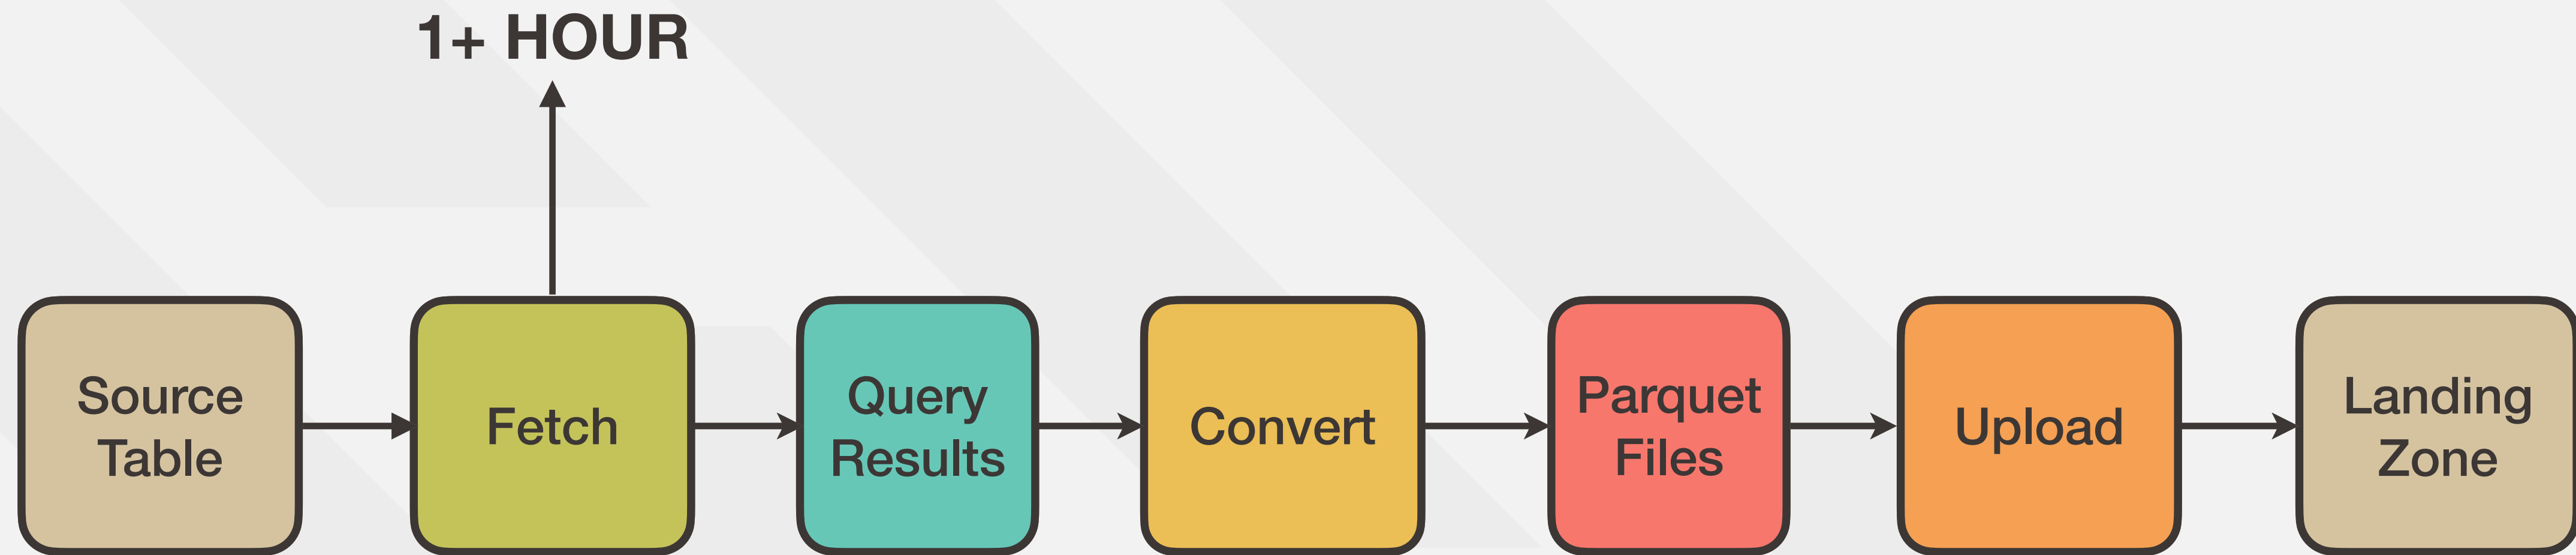 1+ HOUR
Source
Table
Fetch
Query
Results
Convert
Parquet
Files
Upload
Landing
Zone